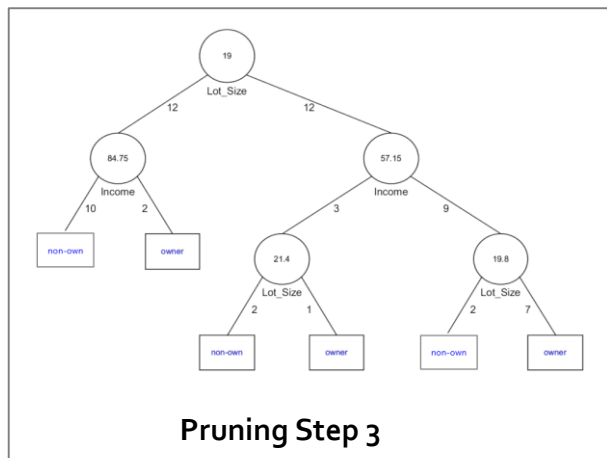 19
Lot_Size
12 12
84.75 57.15
Income Income
10 2 3 9
non-own owner 21.4 19.8
Lot_Size Lot_Size
2 1 2 7
non-own owner non-own owner
Pruning Step 3